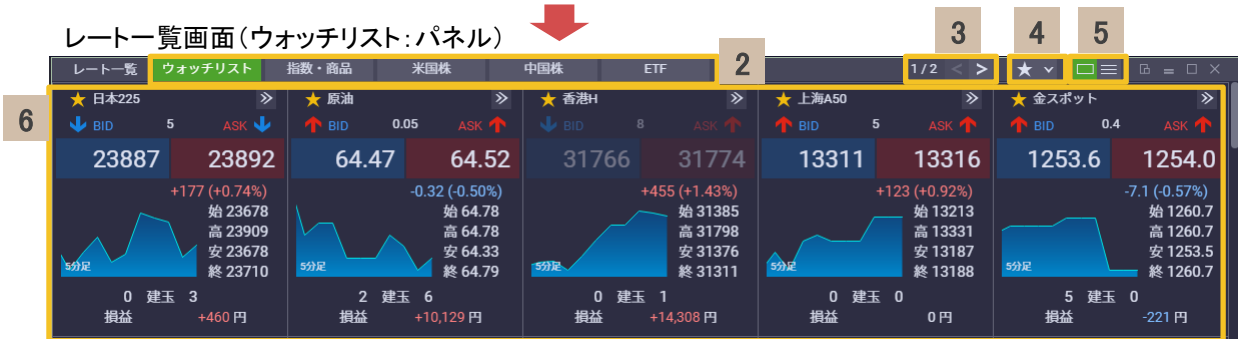 レート一覧画面(ウォッチリスト:パネル)
レート一覧 ウォッチリスト 指数・商品 米国株 中国株 ETF 2 1/2 < > 3 ★ 4 5
6
日本225
BID 5 ASK
23887 23892
+177 (+0.74%)
始 23678
高 23909
安 23678
5分足 終 23710
0 建玉 3
損益 +460 円
原油
BID 0.05 ASK
64.47 64.52
-0.32 (-0.50%)
始 64.78
高 64.78
安 64.33
5分足 終 64.79
2 建玉 6
損益 +10,129 円
香港H
BID 8 ASK
31766 31774
+455 (+1.43%)
始 31385
高 31798
安 31376
5分足 終 31311
0 建玉 1
損益 +14,308 円
上海A50
BID 5 ASK
13311 13316
+123 (+0.92%)
始 13213
高 13331
安 13187
5分足 終 13188
0 建玉 0
損益 0 円
金スポット
BID 0.4 ASK
1253.6 1254.0
-7.1 (-0.57%)
始 1260.7
高 1260.7
安 1253.5
5分足 終 1260.7
5 建玉 0
損益 -221 円